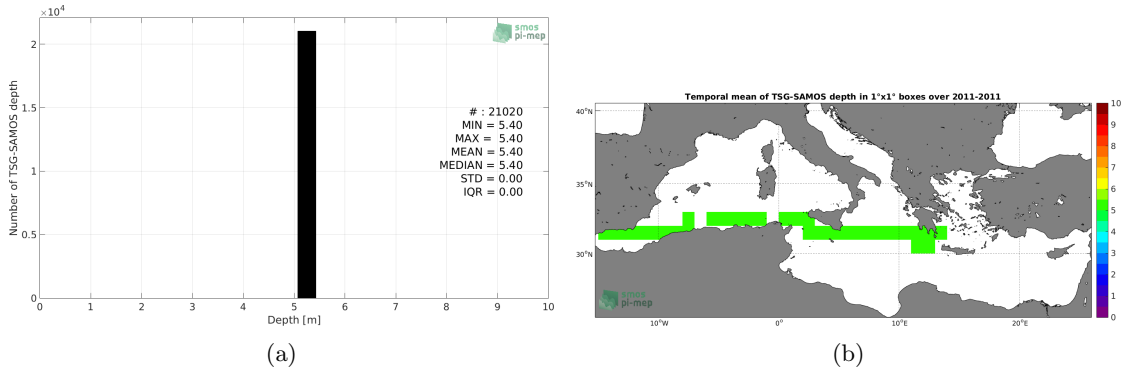 ×10⁴
smos
pi-mep
2
1.5
1
0.5
0
Number of TSG-SAMOS depth
# : 21020
MIN = 5.40
MAX = 5.40
MEAN = 5.40
MEDIAN = 5.40
STD = 0.00
IQR = 0.00
0 1 2 3 4 5 6 7 8 9 10
Depth [m]
(a)
Temporal mean of TSG-SAMOS depth in 1°x1° boxes over 2011-2011
40°N
35°N
30°N
10°W 0° 10°E 20°E
smos
pi-mep
10
9
8
7
6
5
4
3
2
1
0
(b)